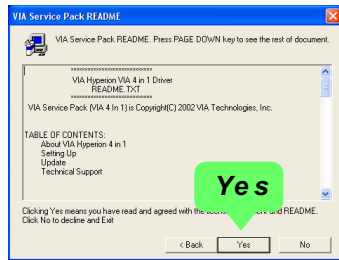 VIA Service Pack README
VIA Service Pack README. Press PAGE DOWN key to see the rest of document.
==========================
VIA Hyperion VIA 4 in 1 Driver
README.TXT
==========================
VIA Service Pack (VIA 4 In 1) is Copyright(C) 2002 VIA Technologies, Inc.
TABLE OF CONTENTS:
About VIA Hyperion 4 in 1
Setting Up
Update
Technical Support
Yes
Clicking Yes means you have read and agreed with the and README.
Click No to decline and Exit
< Back Yes No